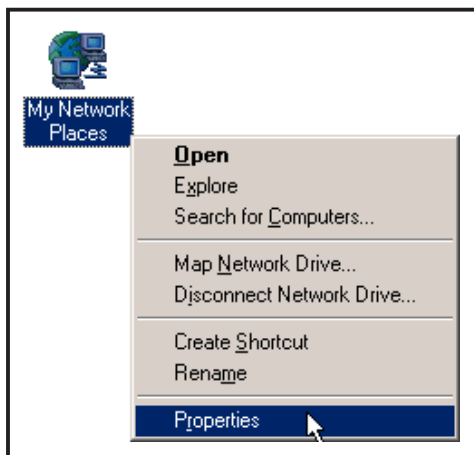 My Network
Places
Open
Explore
Search for Computers...
Map Network Drive...
Disconnect Network Drive...
Create Shortcut
Rename
Properties